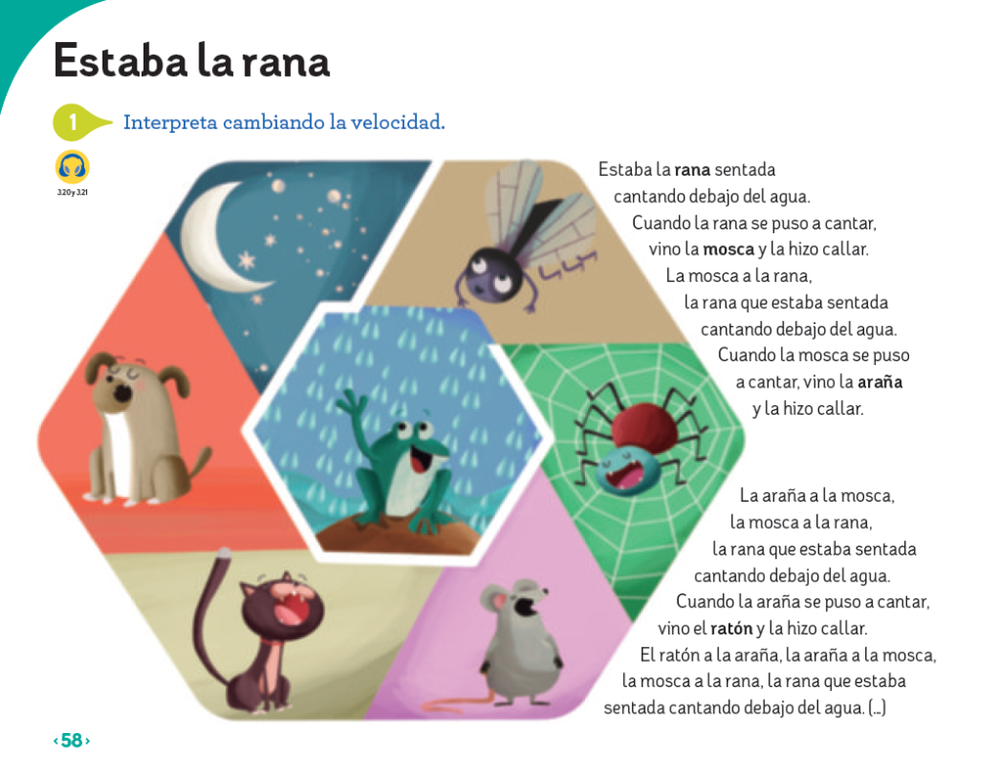 Estaba la rana
1
Interpreta cambiando la velocidad.
3.20 y 3.21
Estaba la rana sentada
cantando debajo del agua.
Cuando la rana se puso a cantar,
vino la mosca y la hizo callar.
La mosca a la rana,
la rana que estaba sentada
cantando debajo del agua.
Cuando la mosca se puso
a cantar, vino la araña
y la hizo callar.
La araña a la mosca,
la mosca a la rana,
la rana que estaba sentada
cantando debajo del agua.
Cuando la araña se puso a cantar,
vino el ratón y la hizo callar.
El ratón a la araña, la araña a la mosca,
la mosca a la rana, la rana que estaba
sentada cantando debajo del agua. (...)
‹ 58 ›